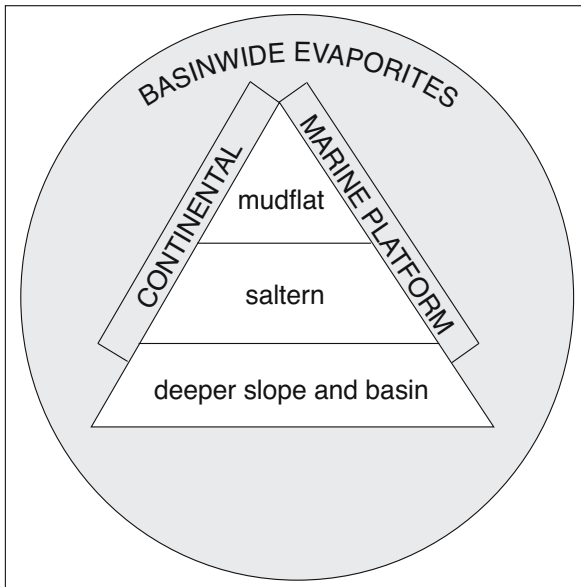 BASINWIDE EVAPORITES
CONTINENTAL
MARINE PLATFORM
mudflat
saltern
deeper slope and basin